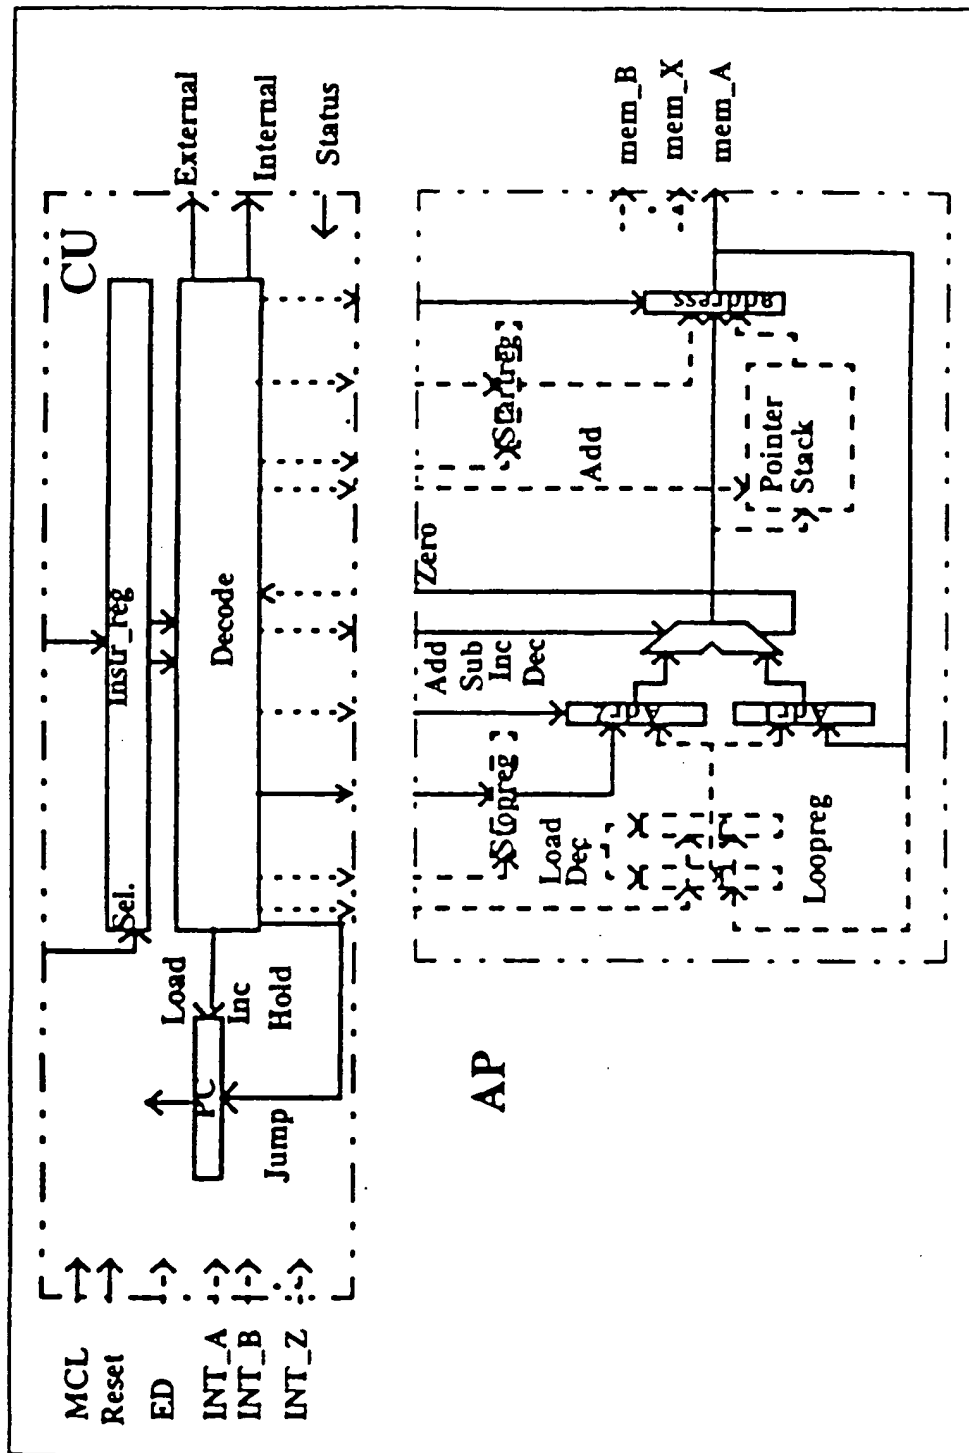 CU
Instr_reg
Sel.
Decode
External
Internal
Status
Load
Inc
Hold
PC
Jump
MCL
Reset
ED
INT_A
INT_B
INT_Z
AP
mem_B
mem_X
mem_A
address
Startreg
Add
Pointer
Stack
Zero
Add
Sub
Inc
Dec
Stopreg
Load
Dec
Loopreg